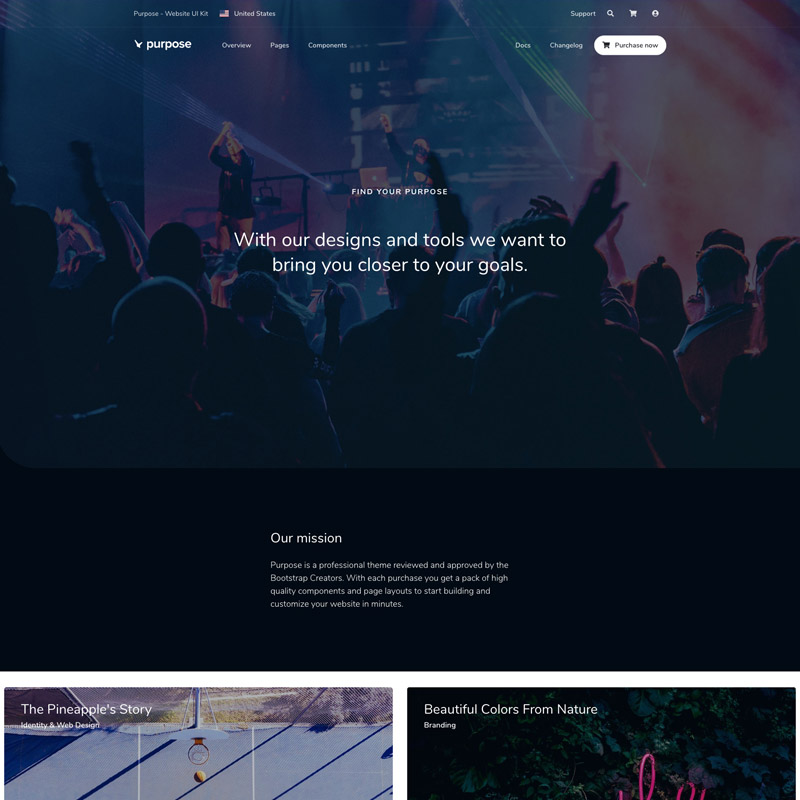 Purpose - Website UI Kit United States Support
purpose Overview Pages Components Docs Changelog Purchase now
FIND YOUR PURPOSE
With our designs and tools we want to
bring you closer to your goals.
Our mission
Purpose is a professional theme reviewed and approved by the
Bootstrap Creators. With each purchase you get a pack of high
quality components and page layouts to start building and
customize your website in minutes.
The Pineapple's Story
Identity & Web Design
Beautiful Colors From Nature
Branding